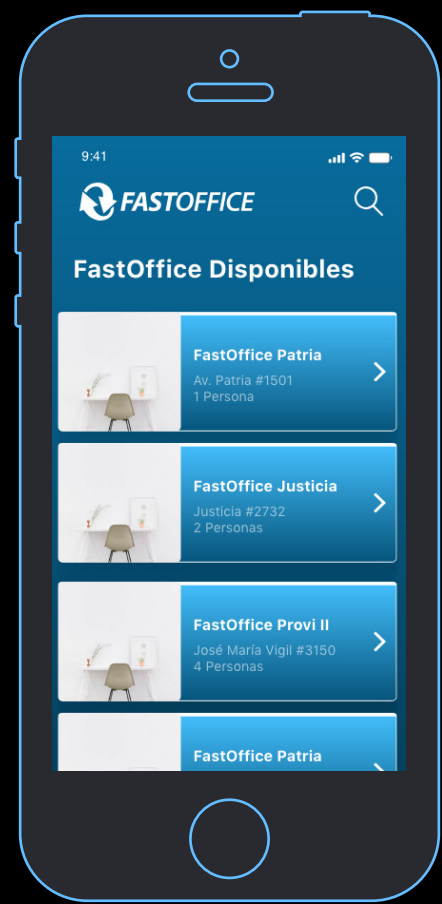 9:41
FASTOFFICE
FastOffice Disponibles
FastOffice Patria
Av. Patria #1501
1 Persona
FastOffice Justicia
Justicia #2732
2 Personas
FastOffice Provi II
José María Vigil #3150
4 Personas
FastOffice Patria